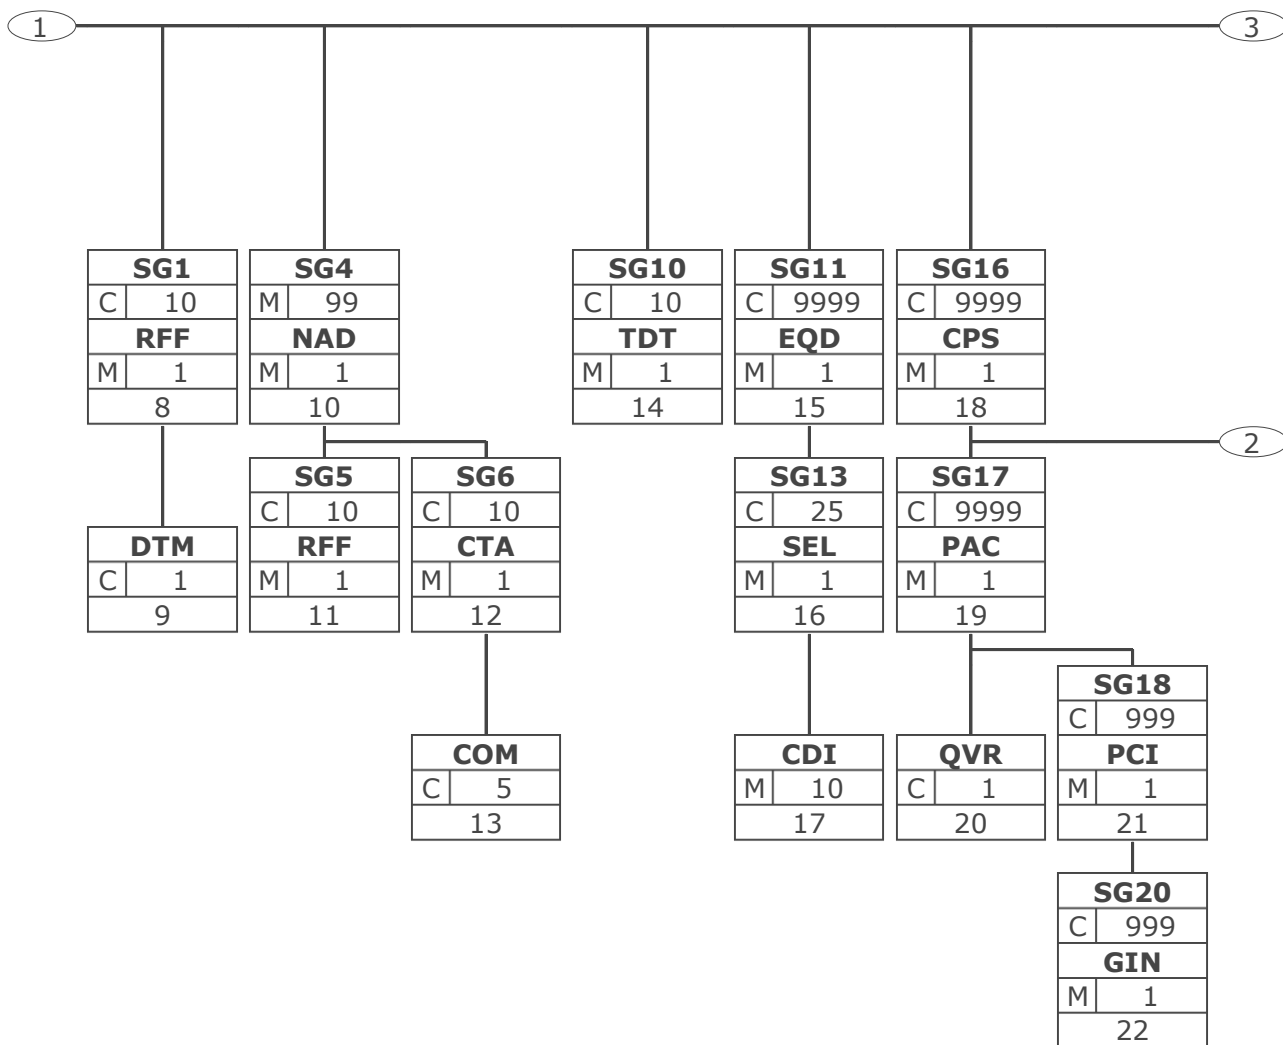 1
3
SG1
C 10
RFF
M 1
8
SG4
M 99
NAD
M 1
10
SG10
C 10
TDT
M 1
14
SG11
C 9999
EQD
M 1
15
SG16
C 9999
CPS
M 1
18
2
DTM
C 1
9
SG5
C 10
RFF
M 1
11
SG6
C 10
CTA
M 1
12
SG13
C 25
SEL
M 1
16
SG17
C 9999
PAC
M 1
19
COM
C 5
13
CDI
M 10
17
QVR
C 1
20
SG18
C 999
PCI
M 1
21
SG20
C 999
GIN
M 1
22